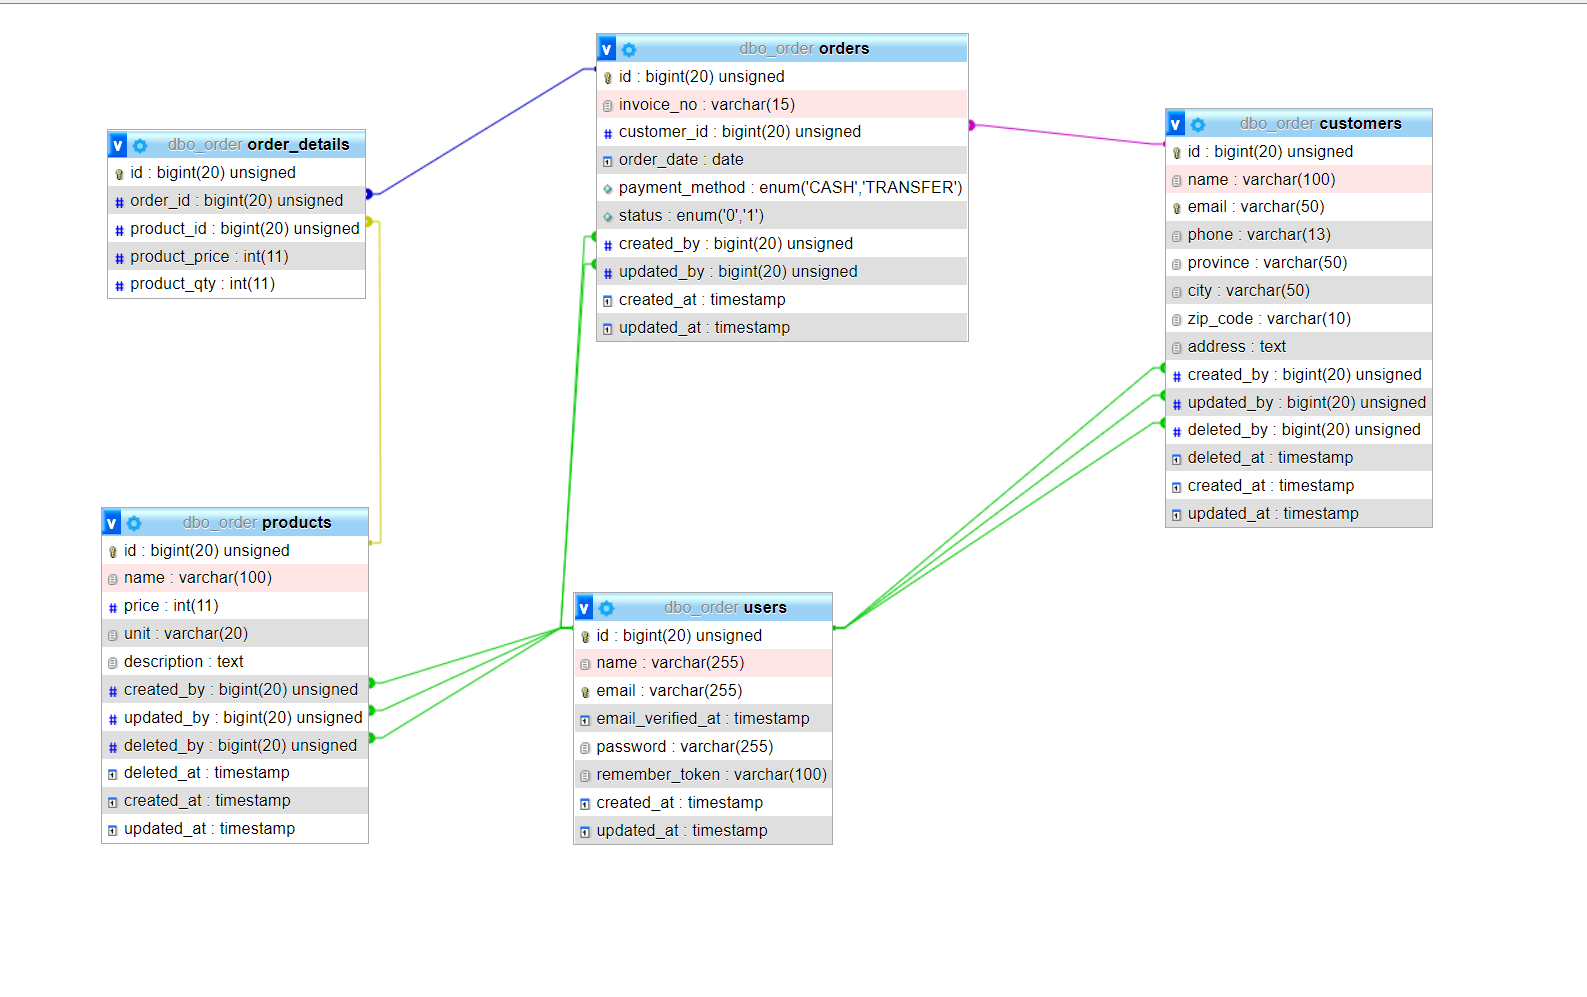 v dbo_order orders
id : bigint(20) unsigned
invoice_no : varchar(15)
customer_id : bigint(20) unsigned
order_date : date
payment_method : enum('CASH','TRANSFER')
status : enum('0','1')
created_by : bigint(20) unsigned
updated_by : bigint(20) unsigned
created_at : timestamp
updated_at : timestamp
v dbo_order order_details
id : bigint(20) unsigned
order_id : bigint(20) unsigned
product_id : bigint(20) unsigned
product_price : int(11)
product_qty : int(11)
v dbo_order customers
id : bigint(20) unsigned
name : varchar(100)
email : varchar(50)
phone : varchar(13)
province : varchar(50)
city : varchar(50)
zip_code : varchar(10)
address : text
created_by : bigint(20) unsigned
updated_by : bigint(20) unsigned
deleted_by : bigint(20) unsigned
deleted_at : timestamp
created_at : timestamp
updated_at : timestamp
v dbo_order products
id : bigint(20) unsigned
name : varchar(100)
price : int(11)
unit : varchar(20)
description : text
created_by : bigint(20) unsigned
updated_by : bigint(20) unsigned
deleted_by : bigint(20) unsigned
deleted_at : timestamp
created_at : timestamp
updated_at : timestamp
v dbo_order users
id : bigint(20) unsigned
name : varchar(255)
email : varchar(255)
email_verified_at : timestamp
password : varchar(255)
remember_token : varchar(100)
created_at : timestamp
updated_at : timestamp